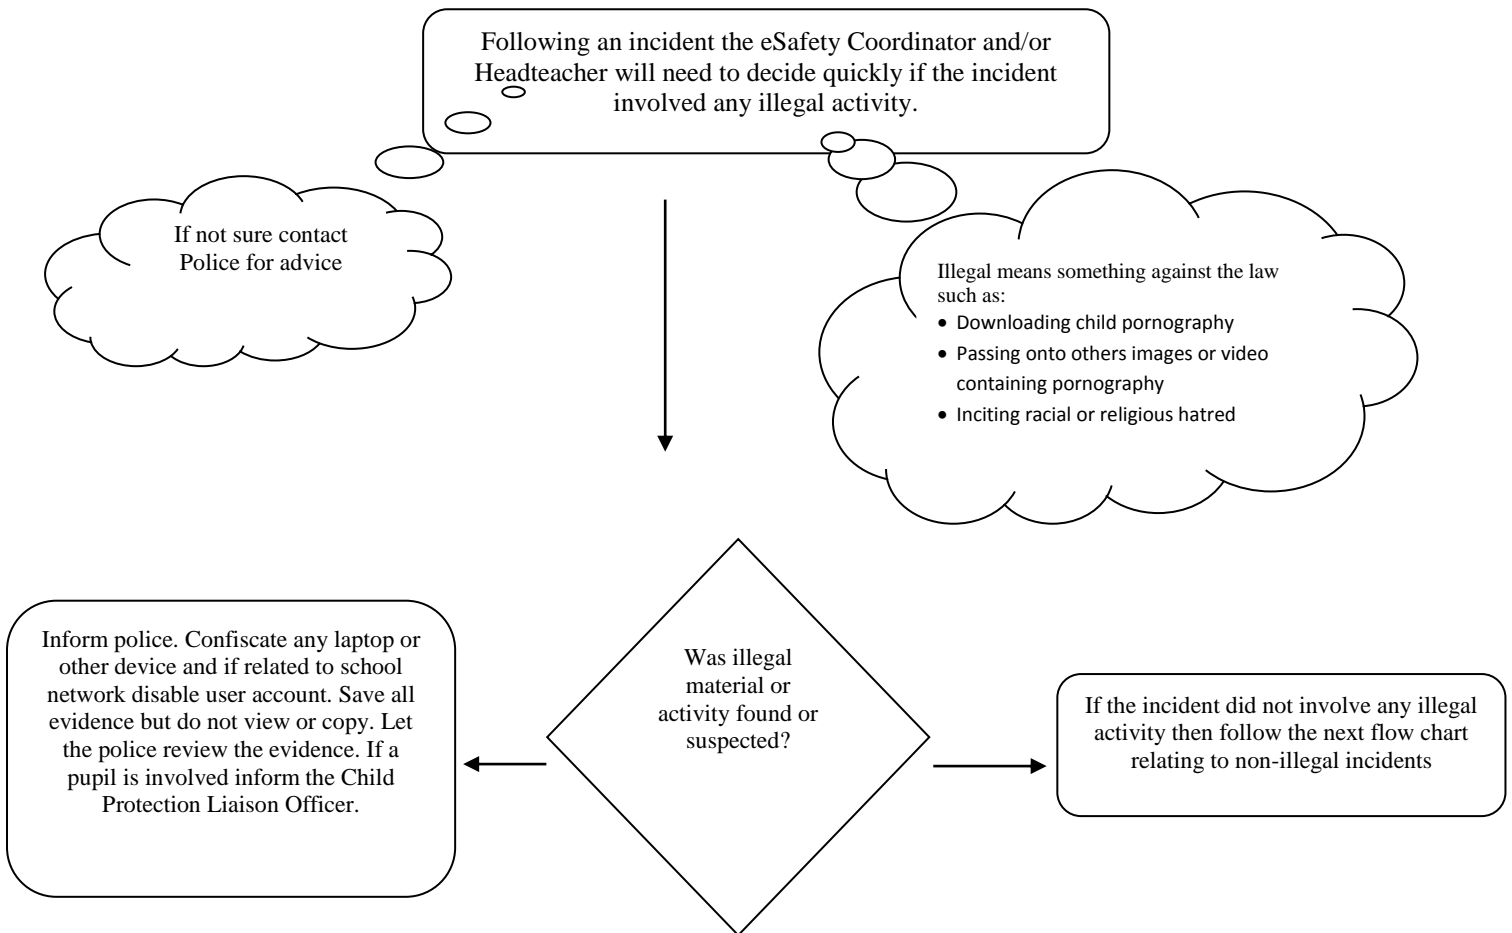 Following an incident the eSafety Coordinator and/or
Headteacher will need to decide quickly if the incident
involved any illegal activity.
If not sure contact
Police for advice
Illegal means something against the law
such as:
• Downloading child pornography
• Passing onto others images or video
containing pornography
• Inciting racial or religious hatred
Inform police. Confiscate any laptop or
other device and if related to school
network disable user account. Save all
evidence but do not view or copy. Let
the police review the evidence. If a
pupil is involved inform the Child
Protection Liaison Officer.
Was illegal
material or
activity found or
suspected?
If the incident did not involve any illegal
activity then follow the next flow chart
relating to non-illegal incidents